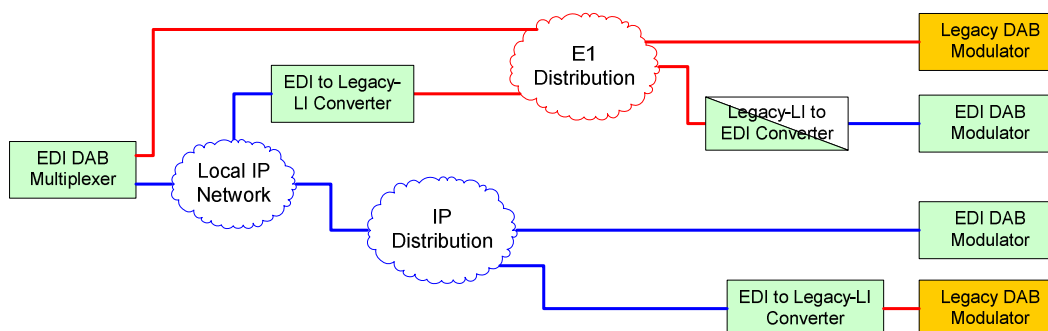 E1
Distribution
Legacy DAB
Modulator
EDI to Legacy-
LI Converter
Legacy-LI to
EDI Converter
EDI DAB
Modulator
EDI DAB
Multiplexer
Local IP
Network
IP
Distribution
EDI DAB
Modulator
EDI to Legacy-LI
Converter
Legacy DAB
Modulator